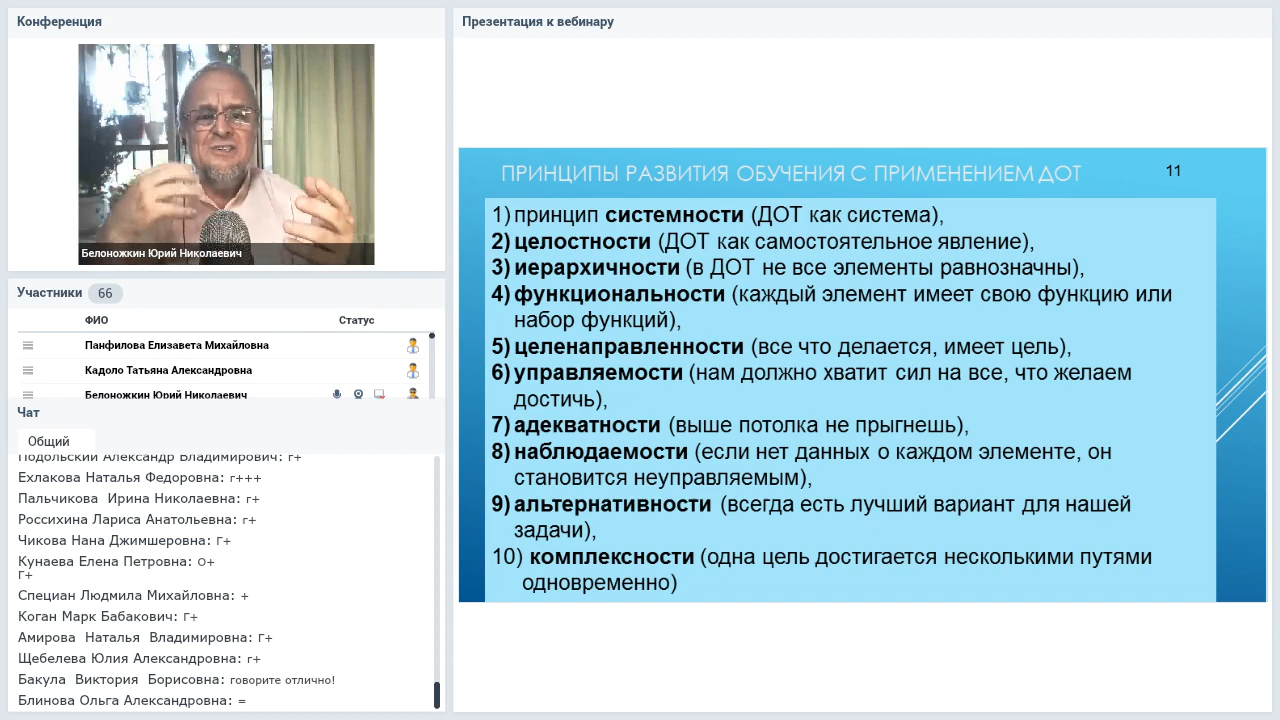 Конференция
Белоножкин Юрий Николаевич
Участники 66
ФИО Статус
Панфилова Елизавета Михайловна
Кадоло Татьяна Александровна
Белоножкин Юрий Николаевич
Чат
Общий
Подольский Александр Владимирович: г+
Ехлакова Наталья Федоровна: г+++
Пальчикова Ирина Николаевна: г+
Россихина Лариса Анатольевна: г+
Чикова Нана Джимшеровна: Г+
Кунаева Елена Петровна: О+
Г+
Специан Людмила Михайловна: +
Коган Марк Бабакович: Г+
Амирова Наталья Владимировна: Г+
Щебелева Юлия Александровна: г+
Бакула Виктория Борисовна: говорите отлично!
Блинова Ольга Александровна: =
Презентация к вебинару
ПРИНЦИПЫ РАЗВИТИЯ ОБУЧЕНИЯ С ПРИМЕНЕНИЕМ ДОТ 11
1) принцип системности (ДОТ как система),
2) целостности (ДОТ как самостоятельное явление),
3) иерархичности (в ДОТ не все элементы равнозначны),
4) функциональности (каждый элемент имеет свою функцию или
набор функций),
5) целенаправленности (все что делается, имеет цель),
6) управляемости (нам должно хватит сил на все, что желаем
достичь),
7) адекватности (выше потолка не прыгнешь),
8) наблюдаемости (если нет данных о каждом элементе, он
становится неуправляемым),
9) альтернативности (всегда есть лучший вариант для нашей
задачи),
10) комплексности (одна цель достигается несколькими путями
одновременно)